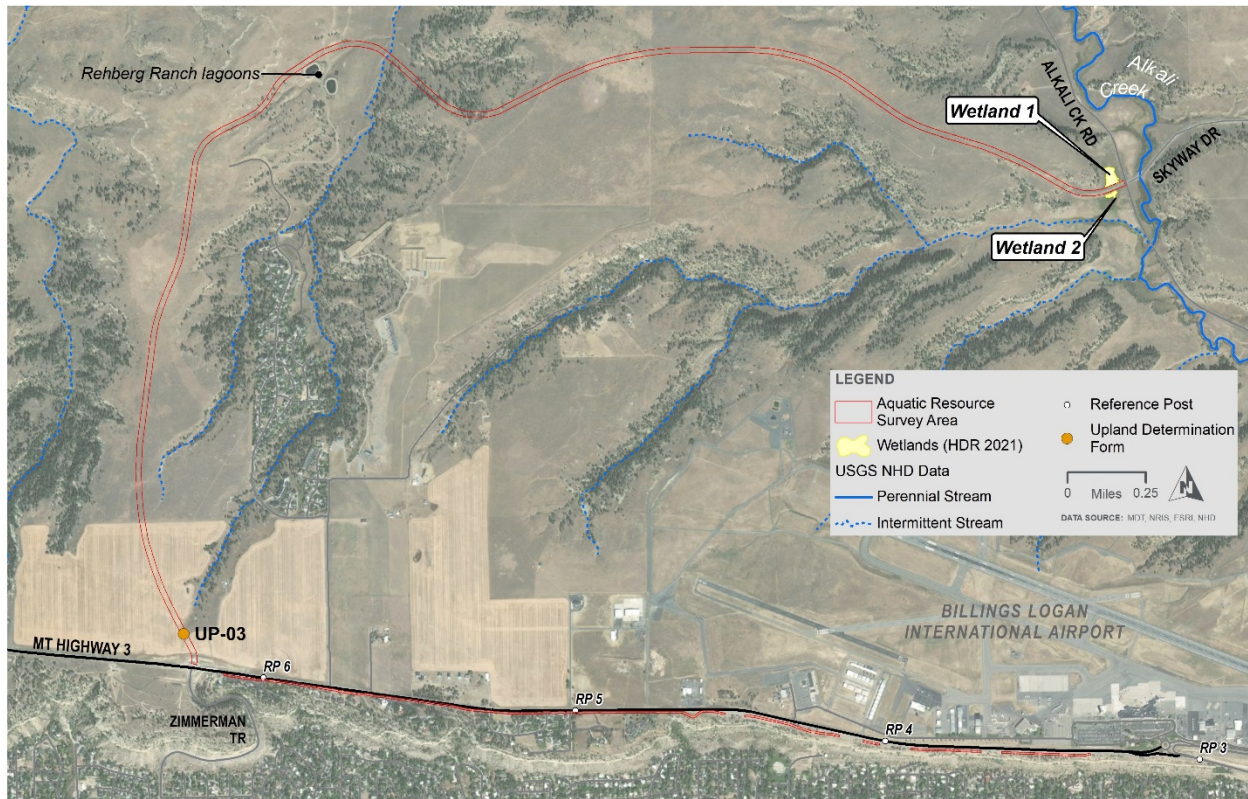 Rehberg Ranch lagoons
ALKALI CK RD
Alkali
Creek
SKYWAY DR
Wetland 1
Wetland 2
LEGEND
Aquatic Resource
Survey Area
Wetlands (HDR 2021)
USGS NHD Data
Perennial Stream
Intermittent Stream
Reference Post
Upland Determination
Form
0 Miles 0.25
N
DATA SOURCE: MDT, NRIS, ESRI, NHD
BILLINGS LOGAN
INTERNATIONAL AIRPORT
UP-03
MT HIGHWAY 3
RP 6
RP 5
RP 4
RP 3
ZIMMERMAN
TR